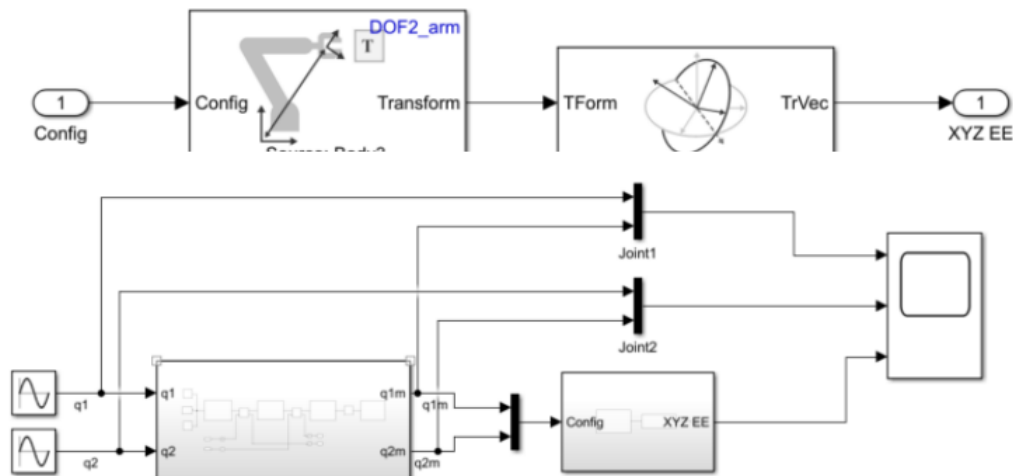 DOF2_arm
T
1
Config
Config
Transform
TForm
TrVec
1
XYZ EE
Joint1
Joint2
q1
q1
q1m
q1m
Config
XYZ EE
q2
q2
q2m
q2m